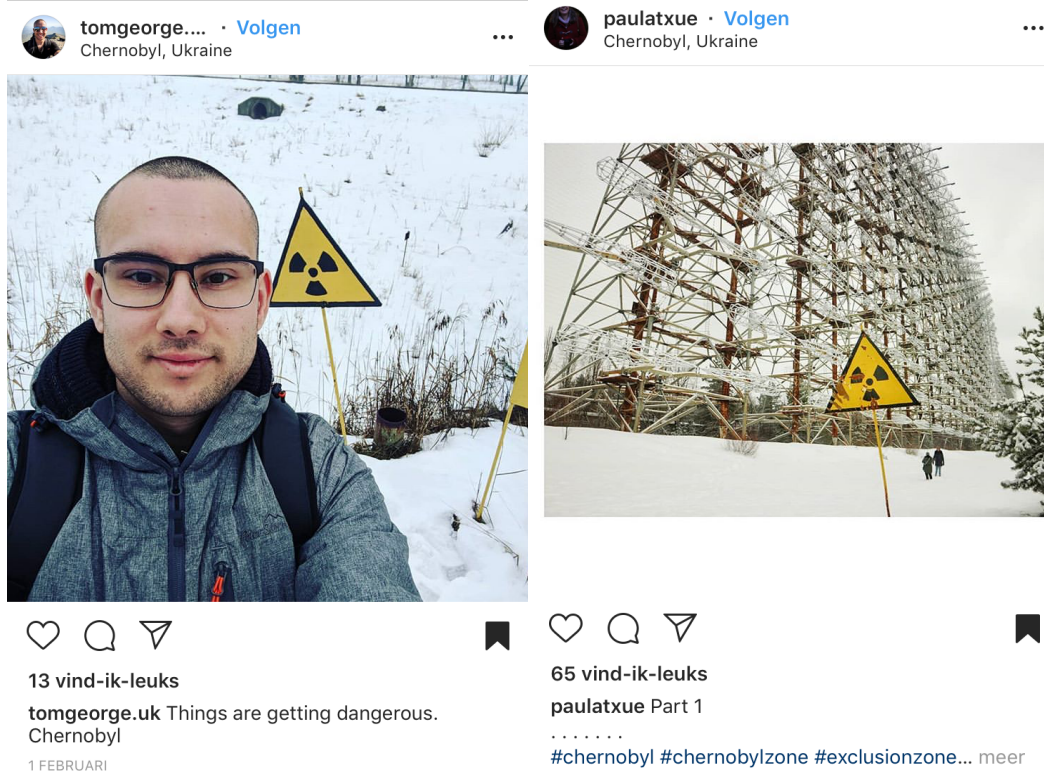 tomgeorge.... · Volgen
Chernobyl, Ukraine
13 vind-ik-leuks
tomgeorge.uk Things are getting dangerous.
Chernobyl
1 FEBRUARI
paulatxue · Volgen
Chernobyl, Ukraine
65 vind-ik-leuks
paulatxue Part 1
. . . . . . .
#chernobyl #chernobylzone #exclusionzone... meer